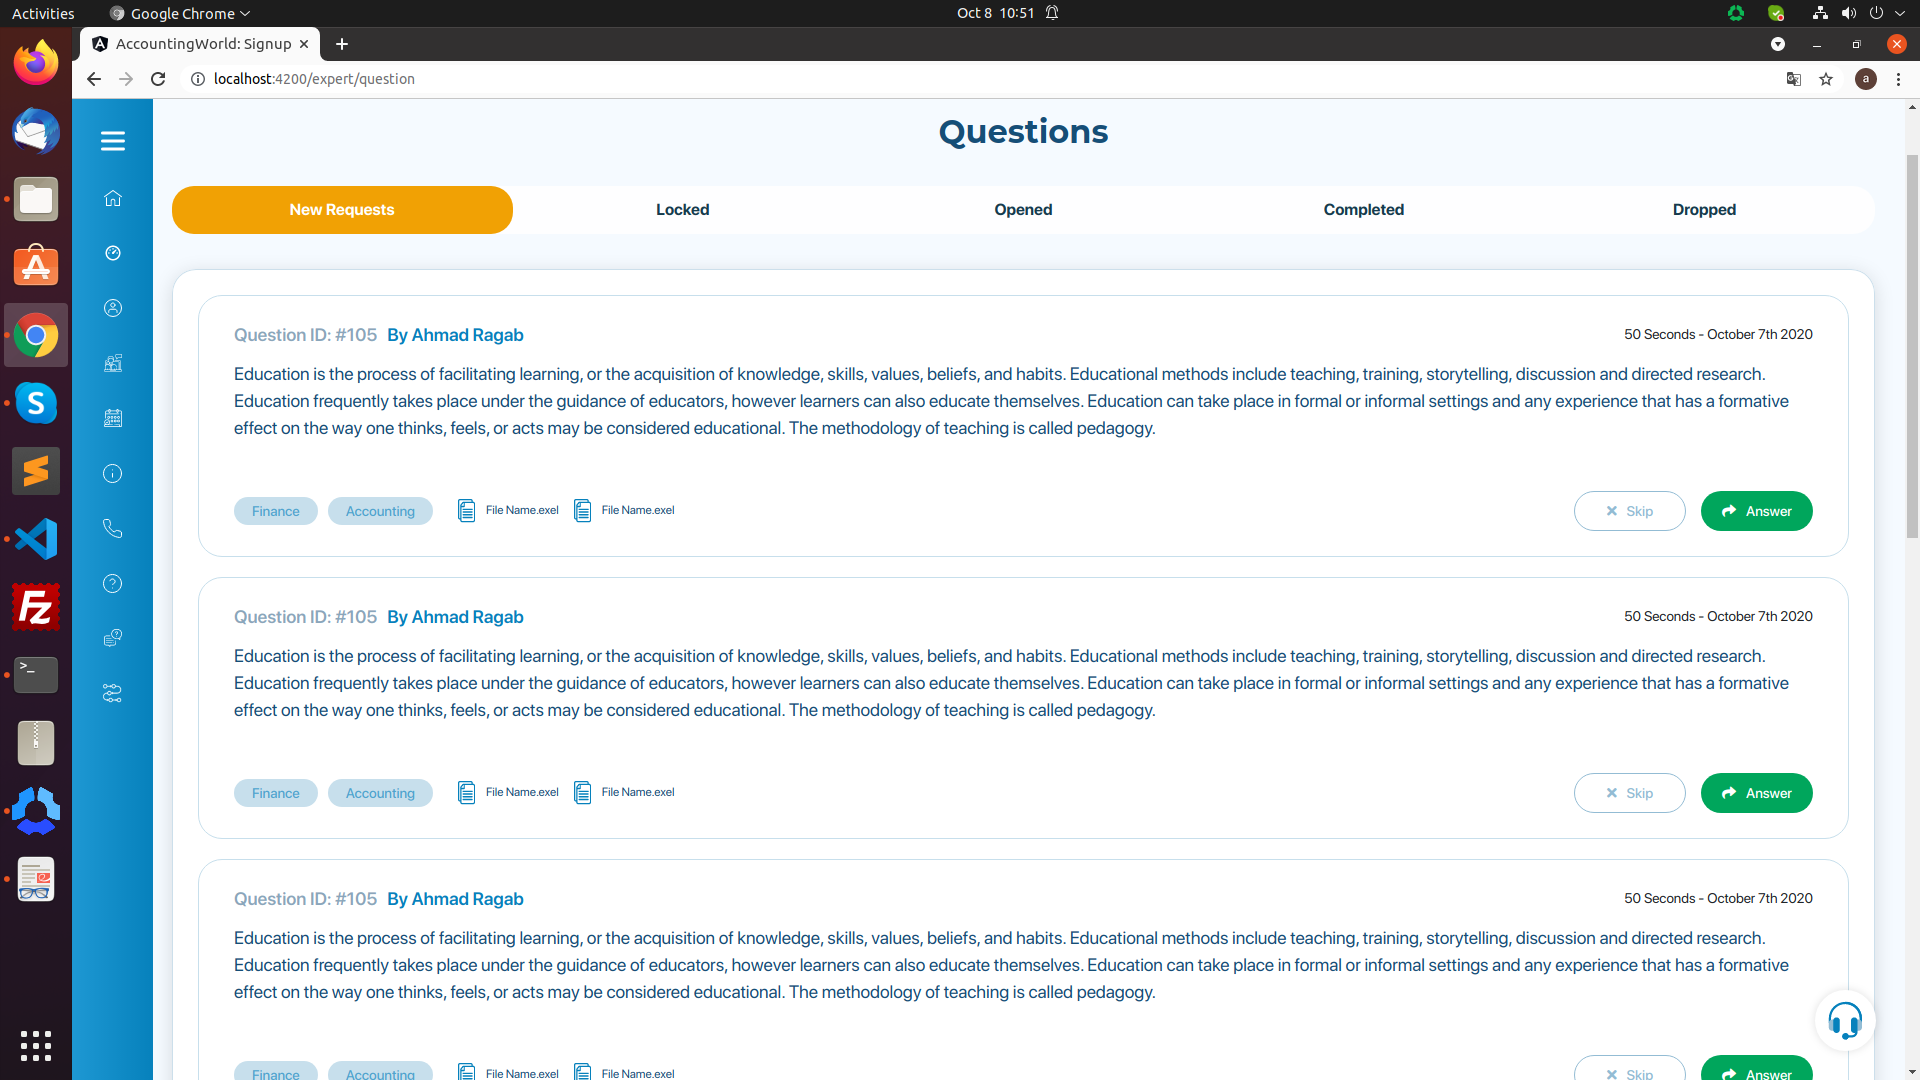 Activities
Google Chrome
Oct 8 10:51
AccountingWorld: Signup
localhost:4200/expert/question
a
Questions
New Requests
Locked
Opened
Completed
Dropped
Question ID: #105 By Ahmad Ragab
50 Seconds - October 7th 2020
Education is the process of facilitating learning, or the acquisition of knowledge, skills, values, beliefs, and habits. Educational methods include teaching, training, storytelling, discussion and directed research.
Education frequently takes place under the guidance of educators, however learners can also educate themselves. Education can take place in formal or informal settings and any experience that has a formative
effect on the way one thinks, feels, or acts may be considered educational. The methodology of teaching is called pedagogy.
Finance
Accounting
File Name.exel
File Name.exel
Skip
Answer
Question ID: #105 By Ahmad Ragab
50 Seconds - October 7th 2020
Education is the process of facilitating learning, or the acquisition of knowledge, skills, values, beliefs, and habits. Educational methods include teaching, training, storytelling, discussion and directed research.
Education frequently takes place under the guidance of educators, however learners can also educate themselves. Education can take place in formal or informal settings and any experience that has a formative
effect on the way one thinks, feels, or acts may be considered educational. The methodology of teaching is called pedagogy.
Finance
Accounting
File Name.exel
File Name.exel
Skip
Answer
Question ID: #105 By Ahmad Ragab
50 Seconds - October 7th 2020
Education is the process of facilitating learning, or the acquisition of knowledge, skills, values, beliefs, and habits. Educational methods include teaching, training, storytelling, discussion and directed research.
Education frequently takes place under the guidance of educators, however learners can also educate themselves. Education can take place in formal or informal settings and any experience that has a formative
effect on the way one thinks, feels, or acts may be considered educational. The methodology of teaching is called pedagogy.
Finance
Accounting
File Name.exel
File Name.exel
Skip
Answer